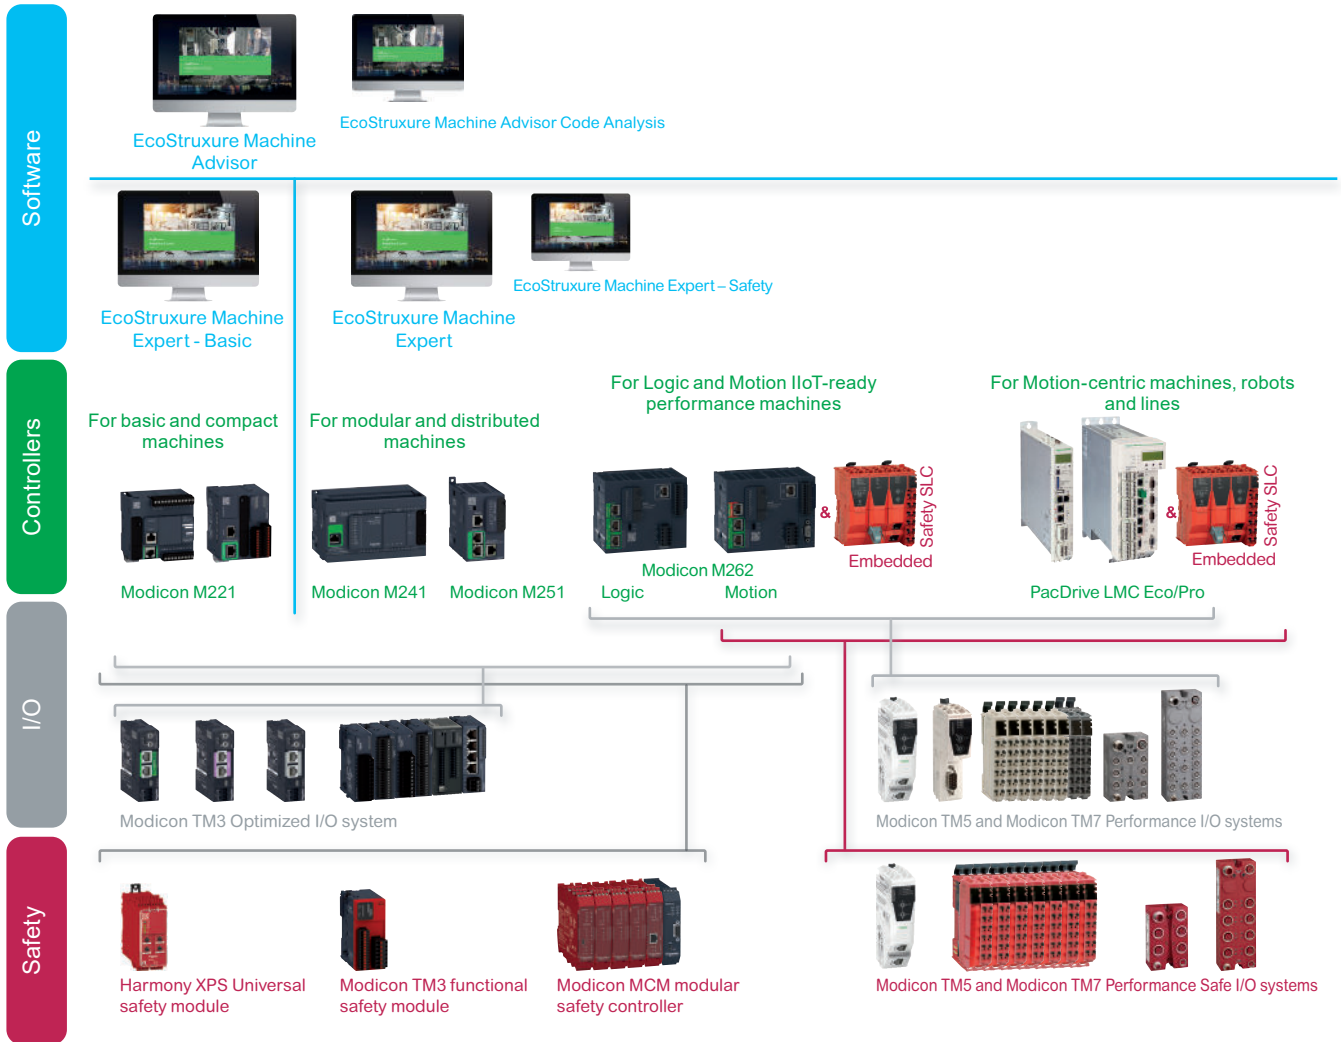 Software
EcoStruxure Machine
Advisor
EcoStruxure Machine Advisor Code Analysis
EcoStruxure Machine
Expert - Basic
EcoStruxure Machine
Expert
EcoStruxure Machine Expert – Safety
Controllers
For basic and compact
machines
For modular and distributed
machines
For Logic and Motion IIoT-ready
performance machines
For Motion-centric machines, robots
and lines
&
Safety SLC
Embedded
&
Safety SLC
Embedded
Modicon M221
Modicon M241
Modicon M251
Modicon M262
Logic
Motion
PacDrive LMC Eco/Pro
I/O
Modicon TM3 Optimized I/O system
Modicon TM5 and Modicon TM7 Performance I/O systems
Safety
Harmony XPS Universal
safety module
Modicon TM3 functional
safety module
Modicon MCM modular
safety controller
Modicon TM5 and Modicon TM7 Performance Safe I/O systems